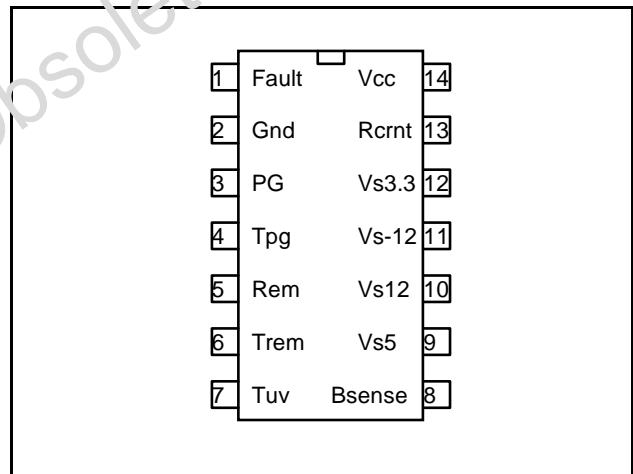 Obsolet
1 Fault Vcc 14
2 Gnd Rcrnt 13
3 PG Vs3.3 12
4 Tpg Vs-12 11
5 Rem Vs12 10
6 Trem Vs5 9
7 Tuv Bsense 8